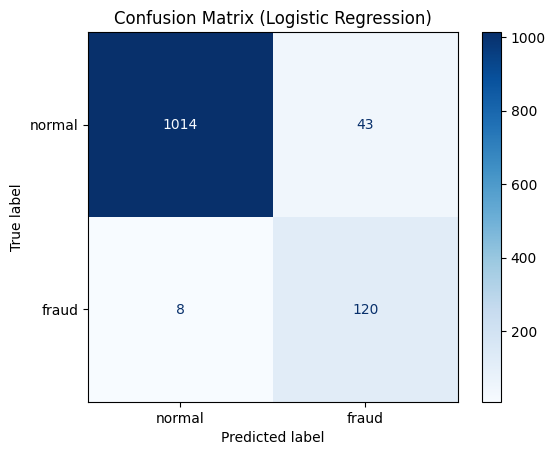 Confusion Matrix (Logistic Regression)
normal
fraud
True label
1014
43
8
120
normal
fraud
Predicted label
1000
800
600
400
200